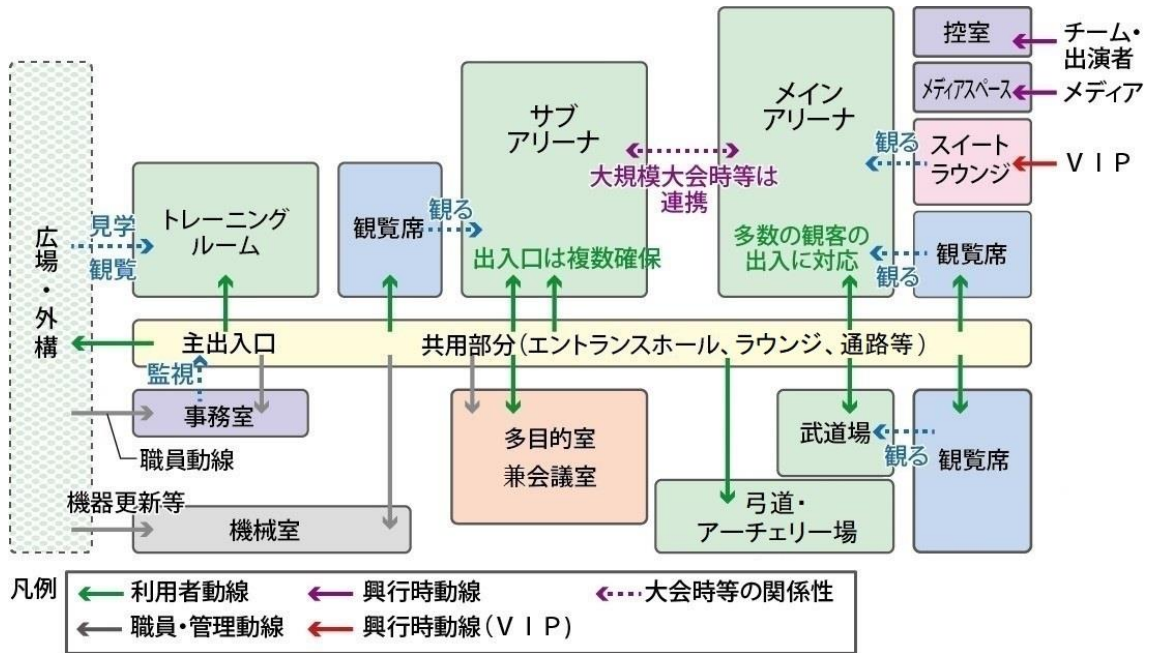 控室
チーム・
出演者
メディアスペース
メディア
サブ
アリーナ
メイン
アリーナ
観る
スイート
ラウンジ
ＶＩＰ
大規模大会時等は
連携
広場・外構
見学
観覧
トレーニング
ルーム
観覧席
観る
出入口は複数確保
多数の観客の
出入に対応
観る
観覧席
主出入口
共用部分(エントランスホール、ラウンジ、通路等)
監視
事務室
職員動線
多目的室
兼会議室
武道場
観る
観覧席
機器更新等
機械室
弓道・
アーチェリー場
凡例
利用者動線
興行時動線
大会時等の関係性
職員・管理動線
興行時動線(ＶＩＰ)